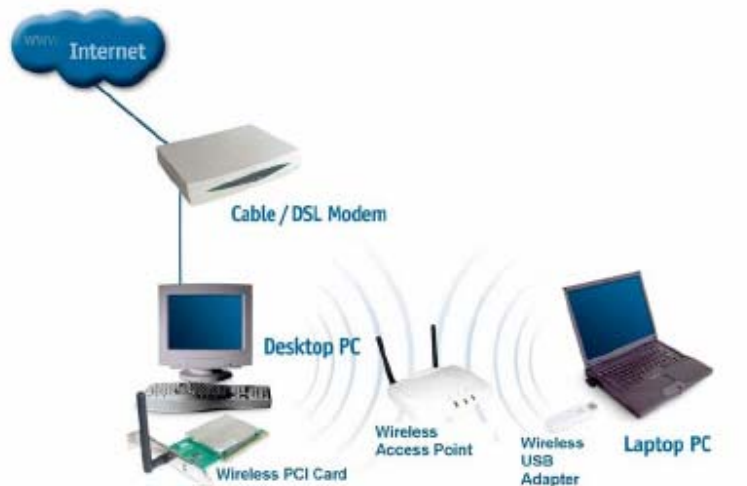 www.
Internet
Cable / DSL Modem
Desktop PC
Wireless
Access Point
Wireless
USB
Adapter
Laptop PC
Wireless PCI Card